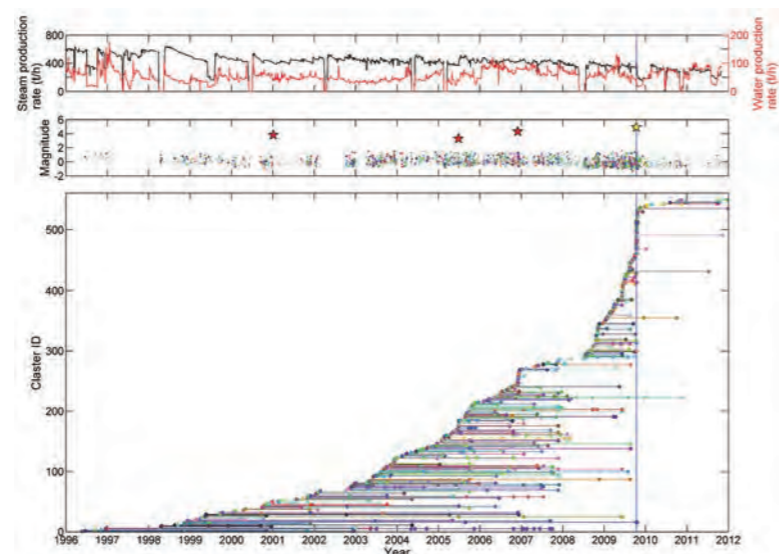 Steam production
rate (t/h)
800
400
0
200
100
0
Water production
rate (t/h)
Magnitude
6
4
2
0
-2
Claster ID
500
400
300
200
100
0
1996 1997 1998 1999 2000 2001 2002 2003 2004 2005 2006 2007 2008 2009 2010 2011 2012
Year